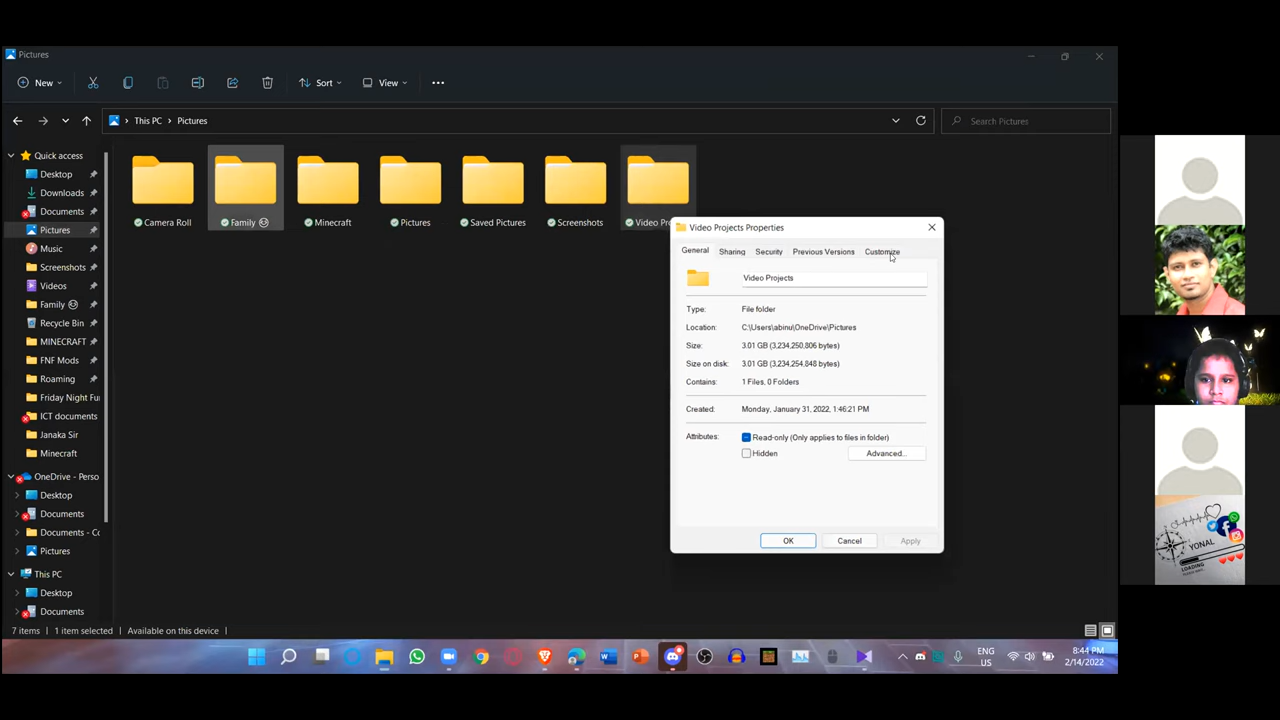 Pictures
New
Sort
View
This PC > Pictures
Search Pictures
Quick access
Desktop
Downloads
Documents
Pictures
Music
Screenshots
Videos
Family
Recycle Bin
MINECRAFT
FNF Mods
Roaming
Friday Night Fu
ICT documents
Janaka Sir
Minecraft
OneDrive - Perso
Desktop
Documents
Documents - Co
Pictures
This PC
Desktop
Documents
Camera Roll
Family
Minecraft
Pictures
Saved Pictures
Screenshots
Video Pro
Video Projects Properties
General Sharing Security Previous Versions Customize
Video Projects
Type: File folder
Location: C:\Users\abinu\OneDrive\Pictures
Size: 3.01 GB (3,234,250,806 bytes)
Size on disk: 3.01 GB (3,234,254,848 bytes)
Contains: 1 Files, 0 Folders
Created: Monday, January 31, 2022, 1:46:21 PM
Attributes: Read-only (Only applies to files in folder)
Hidden Advanced...
OK Cancel Apply
7 items 1 item selected Available on this device
ENG
US
8:44 PM
2/14/2022
YONAL
LOADING